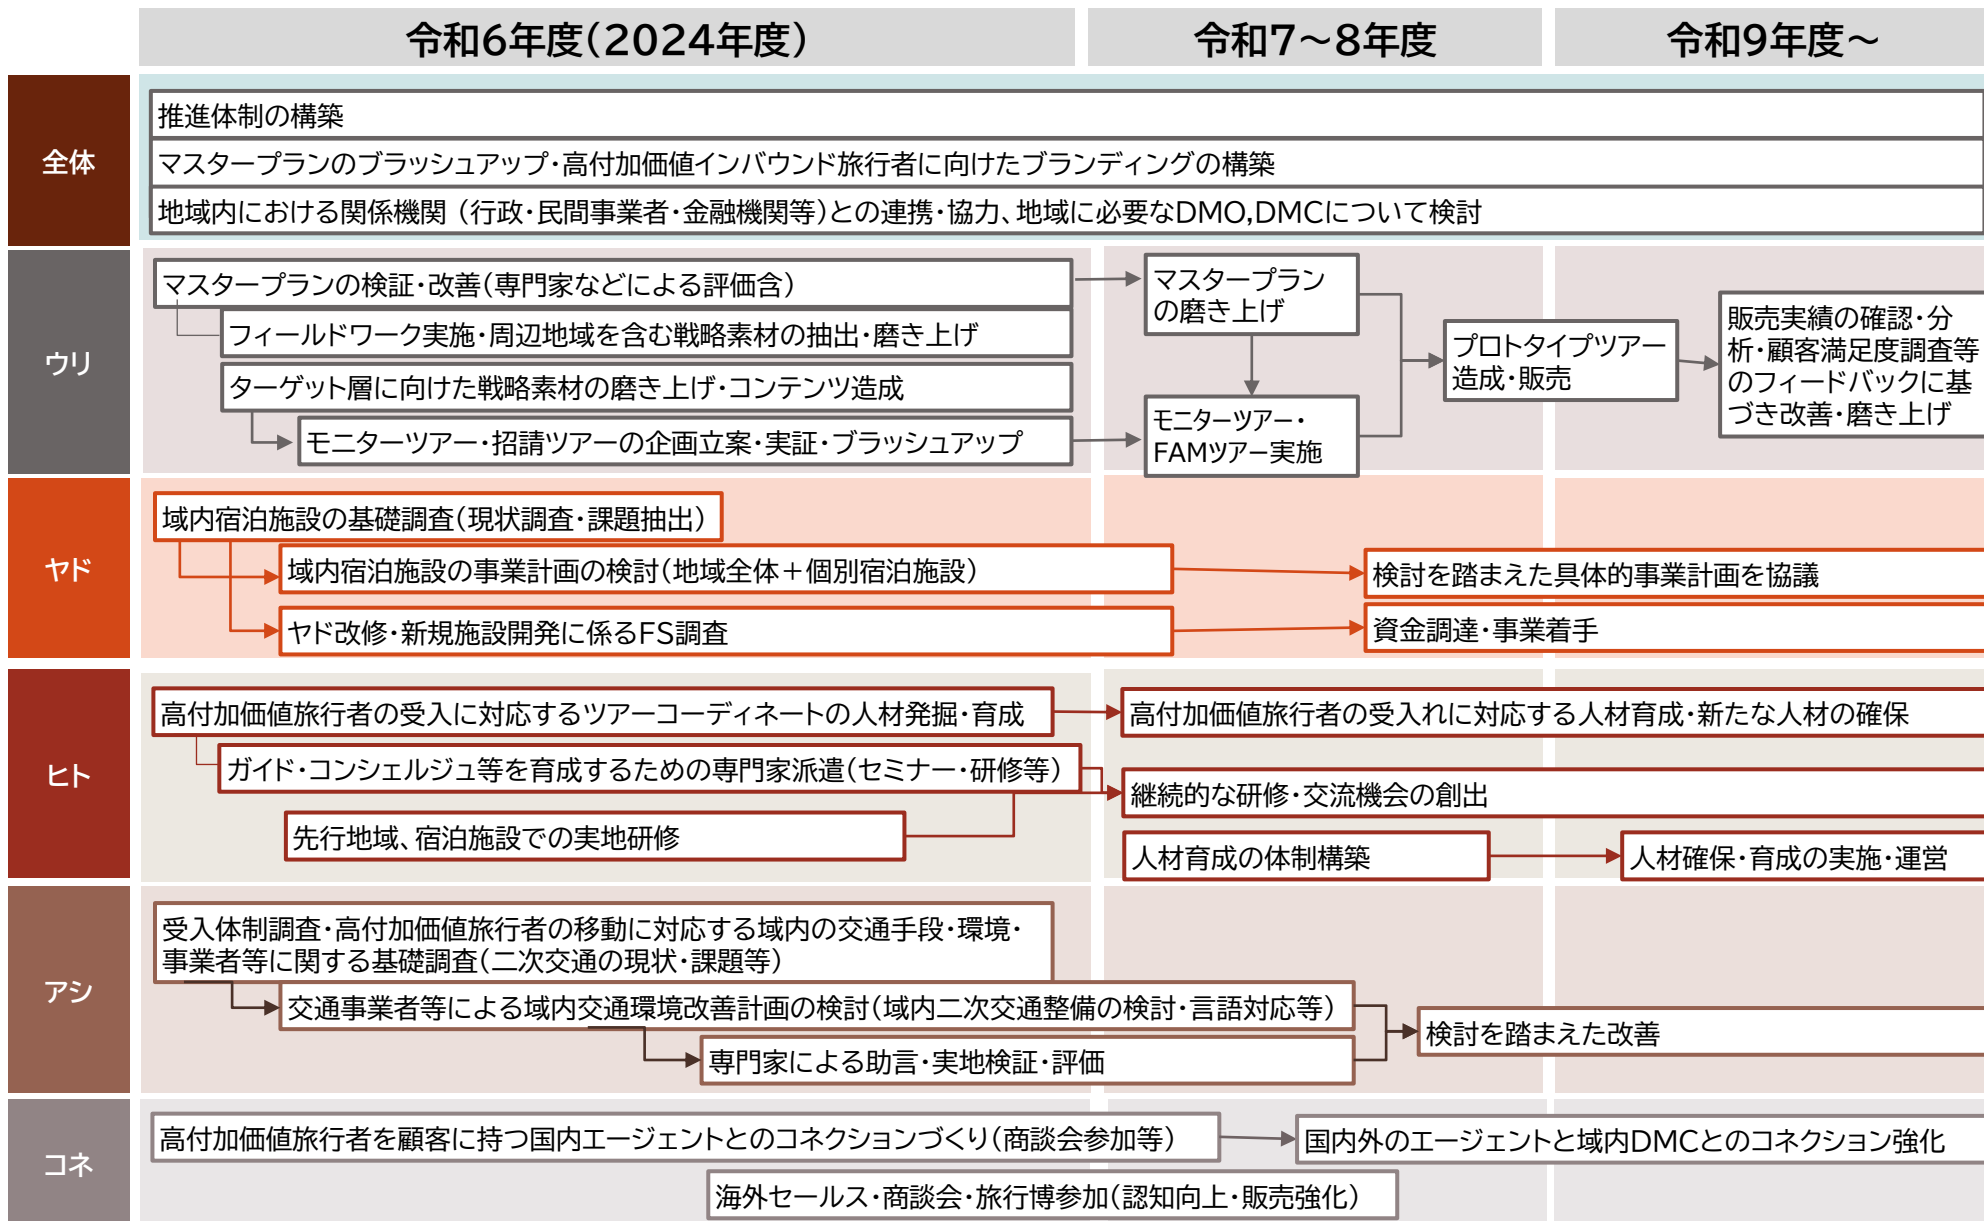 令和6年度(2024年度)
令和7～8年度
令和9年度～
全体
推進体制の構築
マスタープランのブラッシュアップ・高付加価値インバウンド旅行者に向けたブランディングの構築
地域内における関係機関(行政・民間事業者・金融機関等)との連携・協力、地域に必要なDMO,DMCについて検討
ウリ
マスタープランの検証・改善(専門家などによる評価含)
フィールドワーク実施・周辺地域を含む戦略素材の抽出・磨き上げ
ターゲット層に向けた戦略素材の磨き上げ・コンテンツ造成
モニターツアー・招請ツアーの企画立案・実証・ブラッシュアップ
マスタープラン
の磨き上げ
モニターツアー・
FAMツアー実施
プロトタイプツアー
造成・販売
販売実績の確認・分
析・顧客満足度調査等
のフィードバックに基
づき改善・磨き上げ
ヤド
域内宿泊施設の基礎調査(現状調査・課題抽出)
域内宿泊施設の事業計画の検討(地域全体＋個別宿泊施設)
検討を踏まえた具体的事業計画を協議
ヤド改修・新規施設開発に係るFS調査
資金調達・事業着手
ヒト
高付加価値旅行者の受入に対応するツアーコーディネートの人材発掘・育成
高付加価値旅行者の受入れに対応する人材育成・新たな人材の確保
ガイド・コンシェルジュ等を育成するための専門家派遣(セミナー・研修等)
継続的な研修・交流機会の創出
先行地域、宿泊施設での実地研修
人材育成の体制構築
人材確保・育成の実施・運営
アシ
受入体制調査・高付加価値旅行者の移動に対応する域内の交通手段・環境・
事業者等に関する基礎調査(二次交通の現状・課題等)
交通事業者等による域内交通環境改善計画の検討(域内二次交通整備の検討・言語対応等)
専門家による助言・実地検証・評価
検討を踏まえた改善
コネ
高付加価値旅行者を顧客に持つ国内エージェントとのコネクションづくり(商談会参加等)
国内外のエージェントと域内DMCとのコネクション強化
海外セールス・商談会・旅行博参加(認知向上・販売強化)